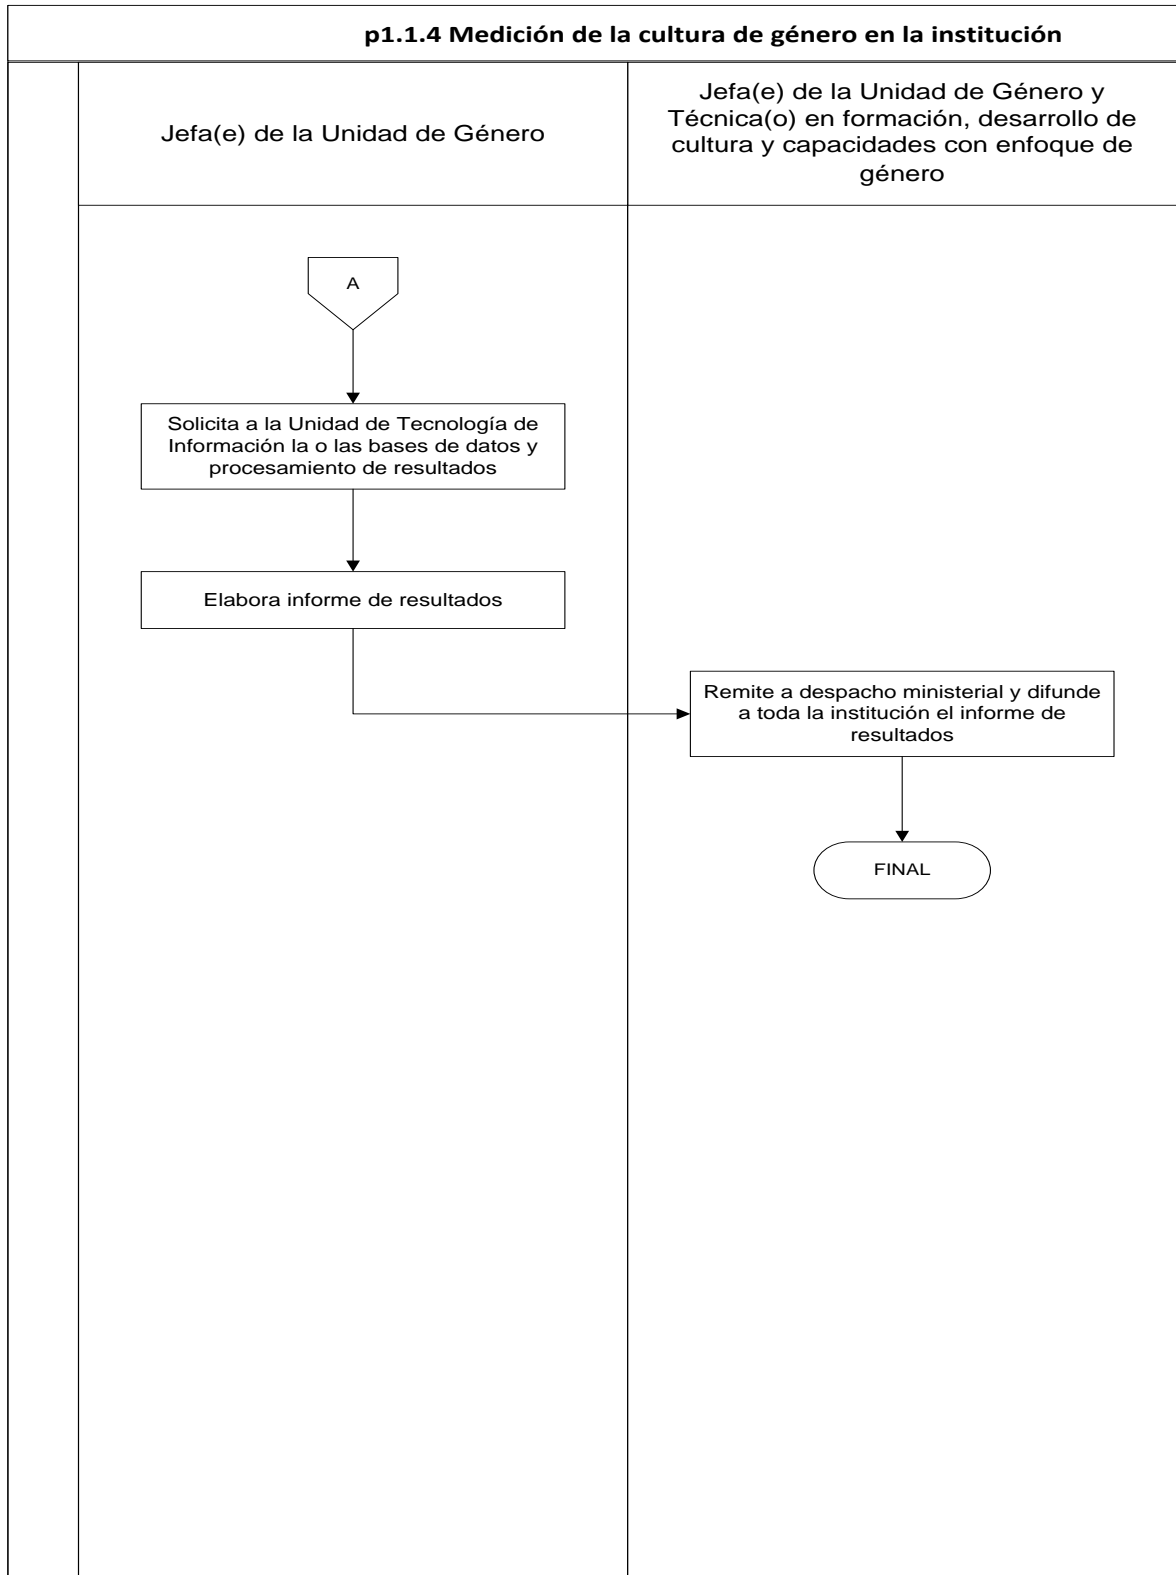 p1.1.4 Medición de la cultura de género en la institución
Jefa(e) de la Unidad de Género
Jefa(e) de la Unidad de Género y
Técnica(o) en formación, desarrollo de
cultura y capacidades con enfoque de
género
A
Solicita a la Unidad de Tecnología de
Información la o las bases de datos y
procesamiento de resultados
Elabora informe de resultados
Remite a despacho ministerial y difunde
a toda la institución el informe de
resultados
FINAL